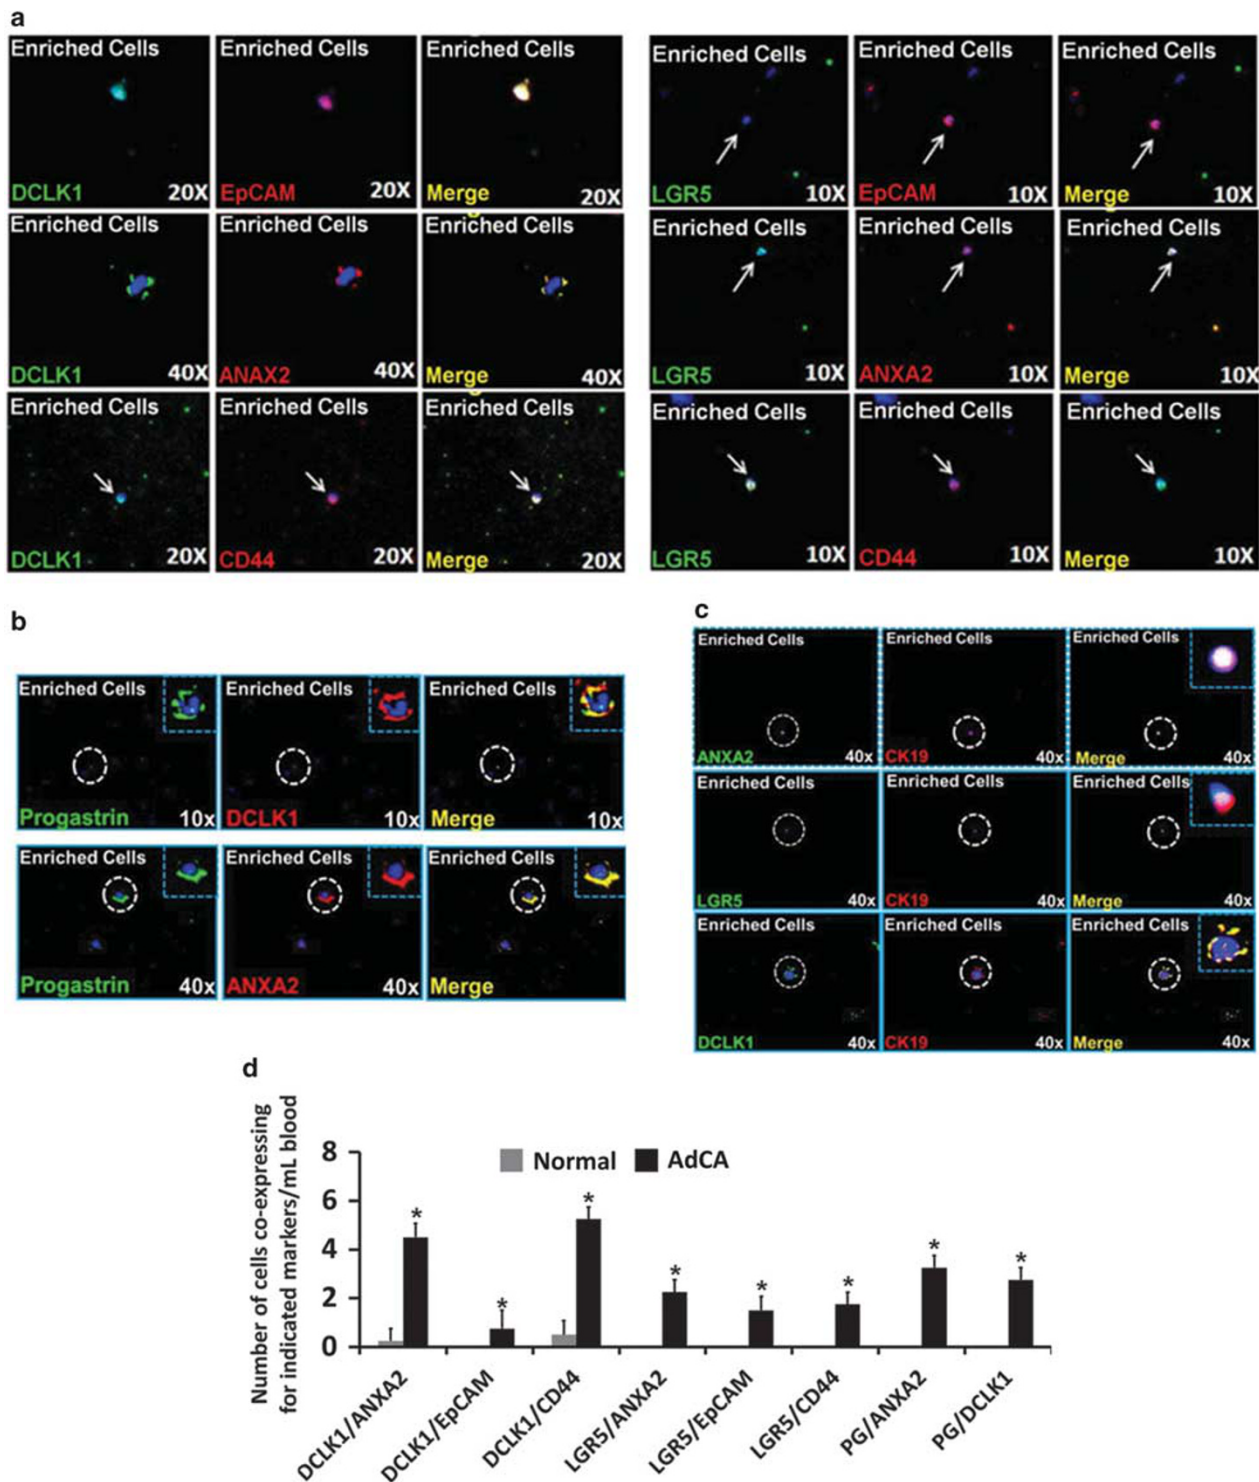 a
Enriched Cells Enriched Cells Enriched Cells
DCLK1 20X EpCAM 20X Merge 20X
Enriched Cells Enriched Cells Enriched Cells
DCLK1 40X ANAX2 40X Merge 40X
Enriched Cells Enriched Cells Enriched Cells
DCLK1 20X CD44 20X Merge 20X
Enriched Cells Enriched Cells Enriched Cells
LGR5 10X EpCAM 10X Merge 10X
Enriched Cells Enriched Cells Enriched Cells
LGR5 10X ANXA2 10X Merge 10X
Enriched Cells Enriched Cells Enriched Cells
LGR5 10X CD44 10X Merge 10X
b
Enriched Cells Enriched Cells Enriched Cells
Progastrin 10x DCLK1 10x Merge 10x
Enriched Cells Enriched Cells Enriched Cells
Progastrin 40x ANXA2 40x Merge 40x
c
Enriched Cells Enriched Cells Enriched Cells
ANXA2 40x CK19 40x Merge 40x
Enriched Cells Enriched Cells Enriched Cells
LGR5 40x CK19 40x Merge 40x
Enriched Cells Enriched Cells Enriched Cells
DCLK1 40x CK19 40x Merge 40x
d
Number of cells co-expressing
for indicated markers/mL blood
8
6
4
2
0
Normal AdCA
* * * * * * * *
DCLK1/ANXA2
DCLK1/EpCAM
DCLK1/CD44
LGR5/ANXA2
LGR5/EpCAM
LGR5/CD44
PG/ANXA2
PG/DCLK1